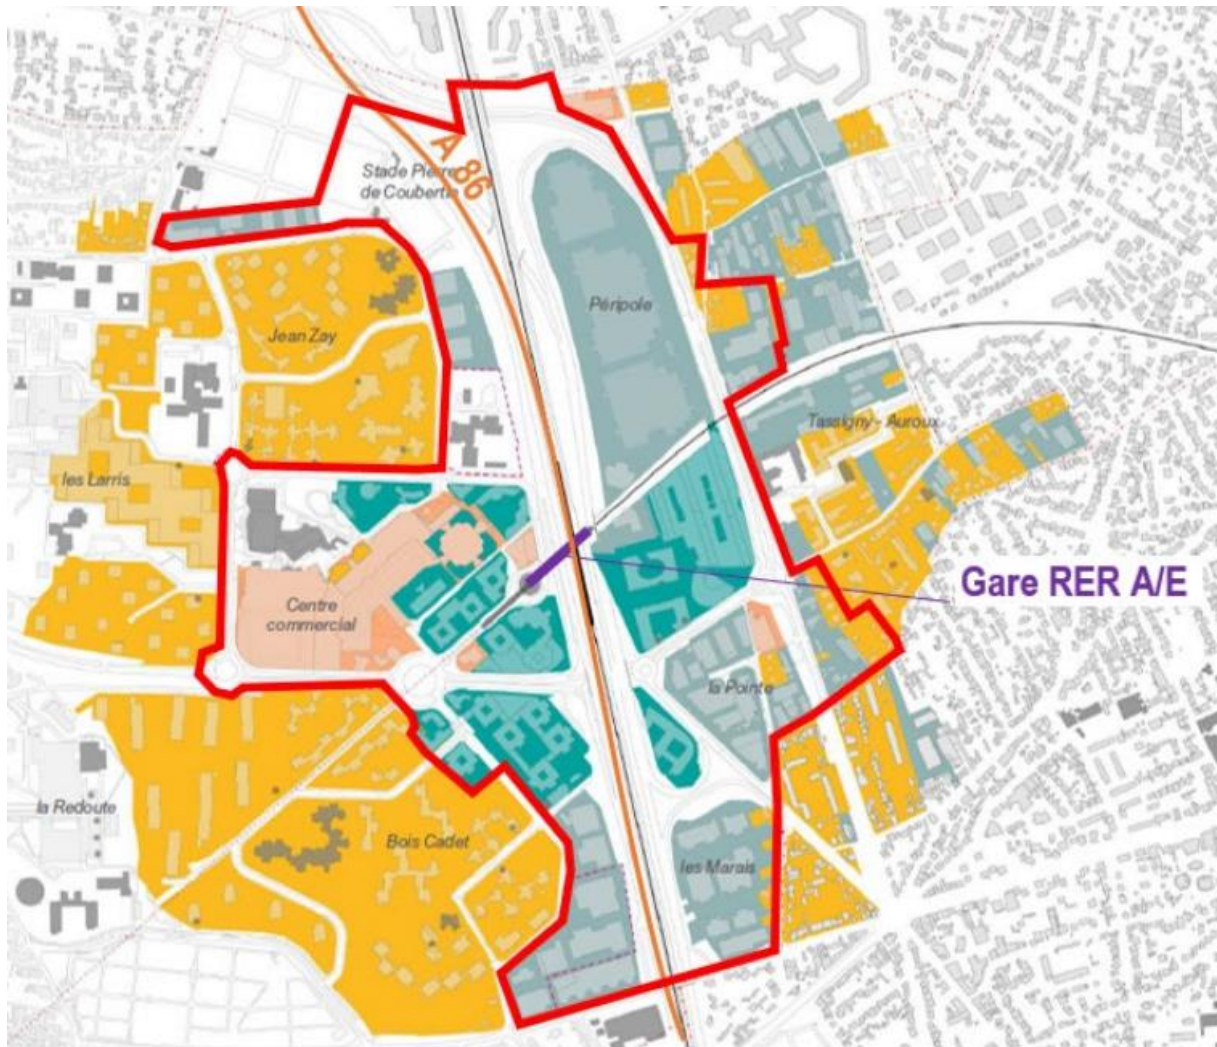 A 86
Stade Pierre
de Coubertin
Jean Zay
Péripole
Tassigny - Auroux
les Larris
Gare RER A/E
Centre
commercial
la Pointe
la Redoute
Bois Cadet
les Marais